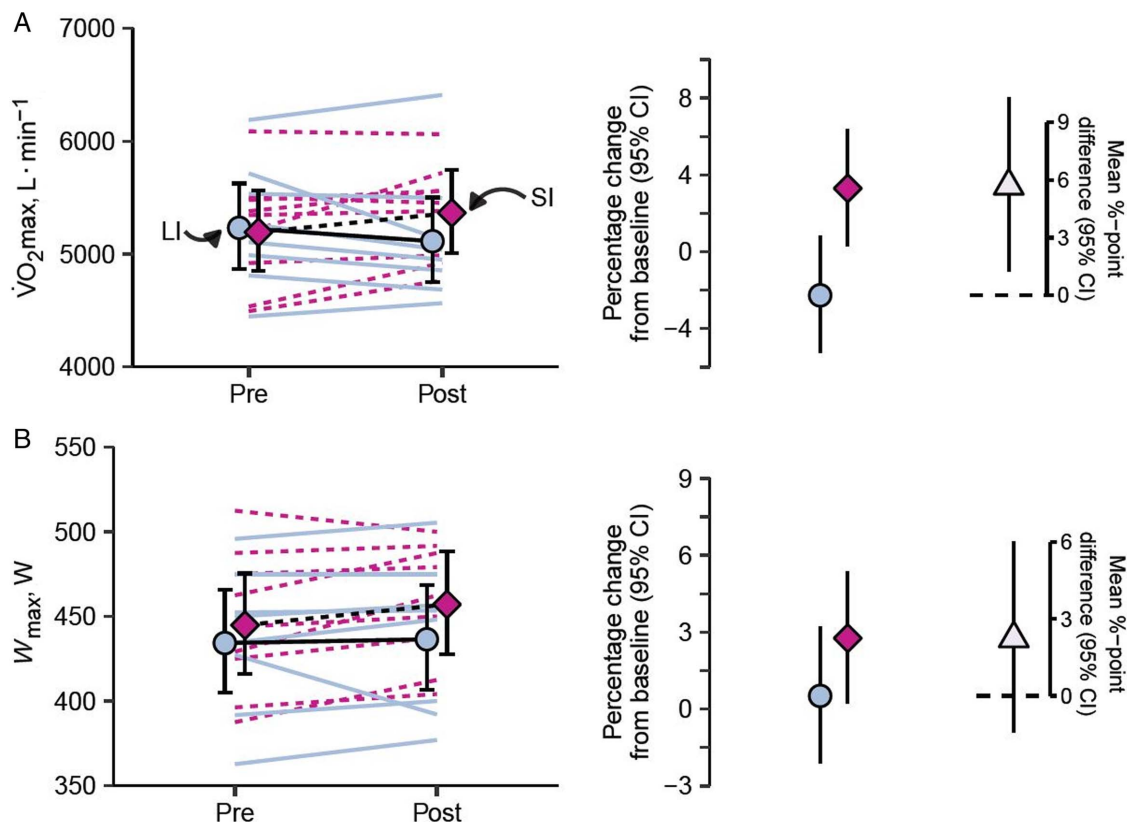 A
7000
6000
5000
4000
V̇O2max, L·min−1
LI
SI
Pre
Post
Percentage change
from baseline (95% CI)
8
4
0
−4
9
6
3
0
Mean %-point
difference (95% CI)
B
550
500
450
400
350
Wmax, W
Pre
Post
Percentage change
from baseline (95% CI)
9
6
3
0
−3
6
3
0
Mean %-point
difference (95% CI)